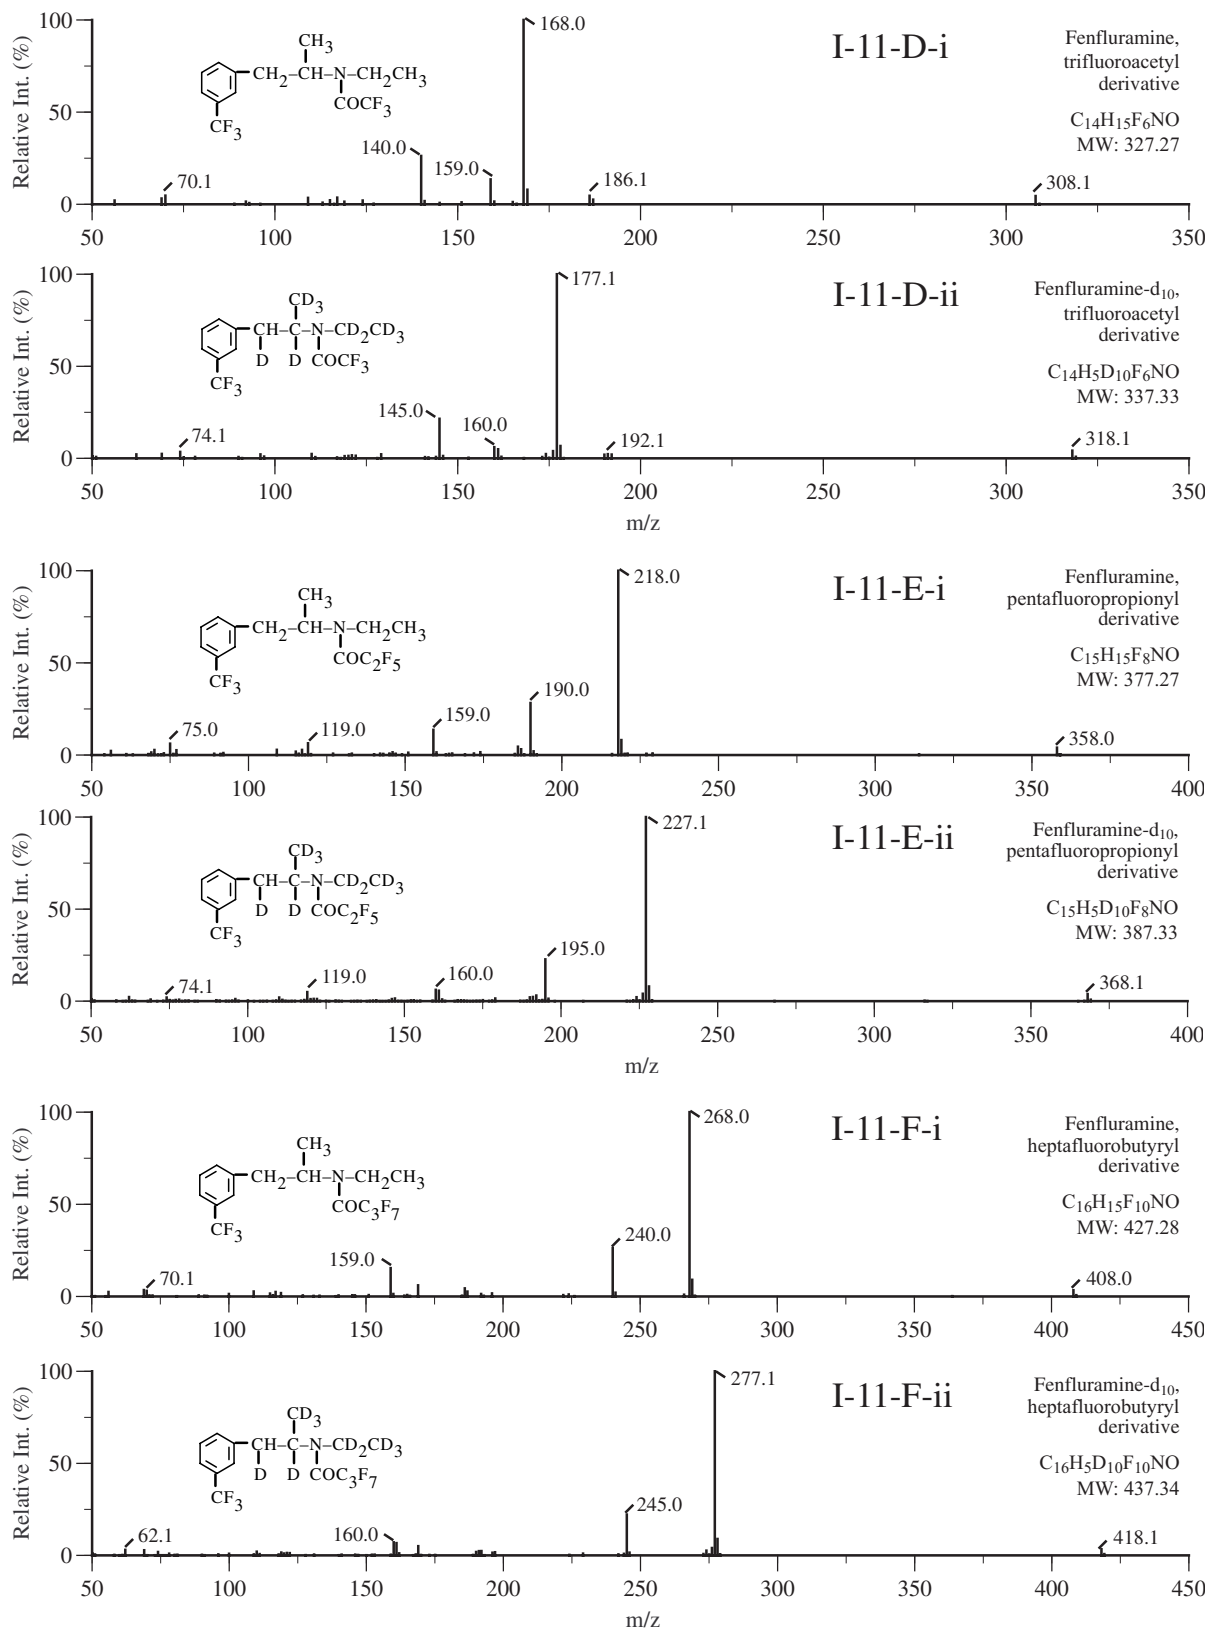 I-11-D-i
Fenfluramine,
trifluoroacetyl
derivative
C14H15F6NO
MW: 327.27
Relative Int. (%)
100
50
0
CH3
CH2–CH–N–CH2CH3
COCF3
CF3
70.1
140.0
159.0
168.0
186.1
308.1
50 100 150 200 250 300 350
I-11-D-ii
Fenfluramine-d10,
trifluoroacetyl
derivative
C14H5D10F6NO
MW: 337.33
Relative Int. (%)
100
50
0
CD3
CH–C–N–CD2CD3
D D COCF3
CF3
74.1
145.0
160.0
177.1
192.1
318.1
50 100 150 200 250 300 350
m/z
I-11-E-i
Fenfluramine,
pentafluoropropionyl
derivative
C15H15F8NO
MW: 377.27
Relative Int. (%)
100
50
0
CH3
CH2–CH–N–CH2CH3
COC2F5
CF3
75.0
119.0
159.0
190.0
218.0
358.0
50 100 150 200 250 300 350 400
I-11-E-ii
Fenfluramine-d10,
pentafluoropropionyl
derivative
C15H5D10F8NO
MW: 387.33
Relative Int. (%)
100
50
0
CD3
CH–C–N–CD2CD3
D D COC2F5
CF3
74.1
119.0
160.0
195.0
227.1
368.1
50 100 150 200 250 300 350 400
m/z
I-11-F-i
Fenfluramine,
heptafluorobutyryl
derivative
C16H15F10NO
MW: 427.28
Relative Int. (%)
100
50
0
CH3
CH2–CH–N–CH2CH3
COC3F7
CF3
70.1
159.0
240.0
268.0
408.0
50 100 150 200 250 300 350 400 450
I-11-F-ii
Fenfluramine-d10,
heptafluorobutyryl
derivative
C16H5D10F10NO
MW: 437.34
Relative Int. (%)
100
50
0
CD3
CH–C–N–CD2CD3
D D COC3F7
CF3
62.1
160.0
245.0
277.1
418.1
50 100 150 200 250 300 350 400 450
m/z